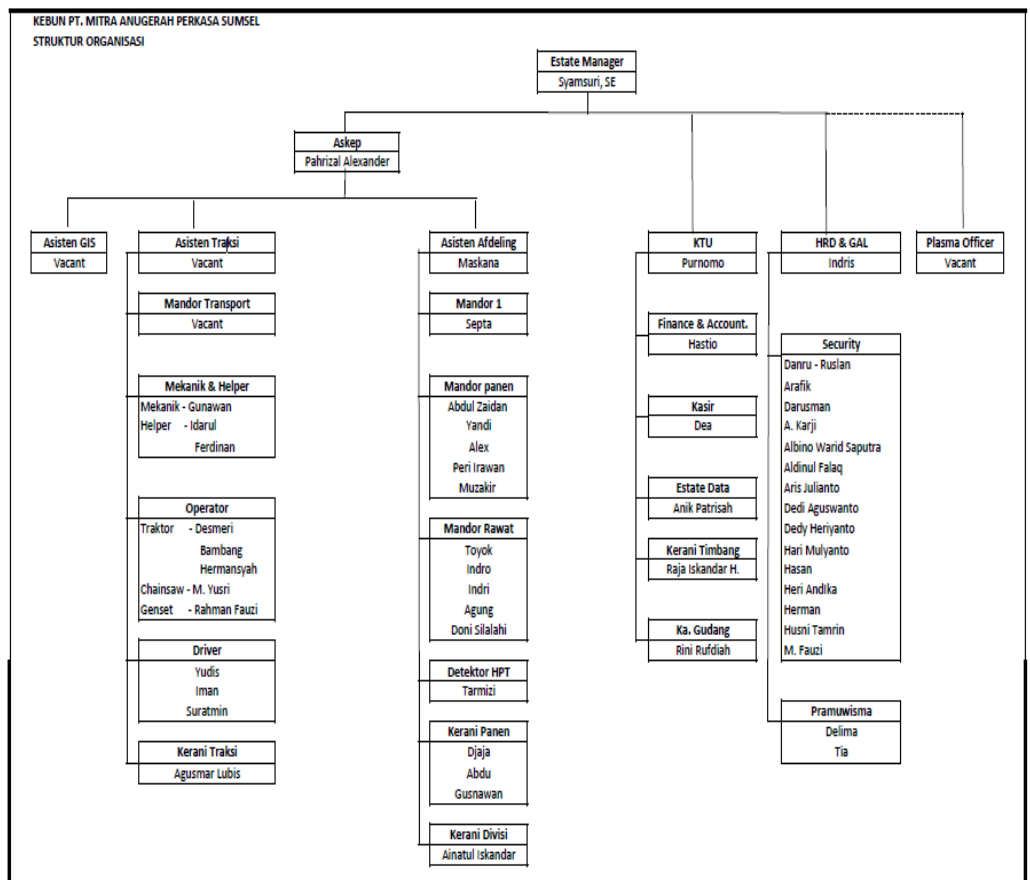 KEBUN PT. MITRA ANUGERAH PERKASA SUMSEL
STRUKTUR ORGANISASI
Estate Manager
Syamsuri, SE
Askep
Pahrizal Alexander
Asisten GIS
Vacant
Asisten Traksi
Vacant
Mandor Transport
Vacant
Mekanik & Helper
Mekanik - Gunawan
Helper - Idarul
Ferdinan
Operator
Traktor - Desmeri
Bambang
Hermansyah
Chainsaw - M. Yusri
Genset - Rahman Fauzi
Driver
Yudis
Iman
Suratmin
Kerani Traksi
Agusmar Lubis
Asisten Afdeling
Maskana
Mandor 1
Septa
Mandor panen
Abdul Zaidan
Yandi
Alex
Peri Irawan
Muzakir
Mandor Rawat
Toyok
Indro
Indri
Agung
Doni Silalahi
Detektor HPT
Tarmizi
Kerani Panen
Djaja
Abdu
Gusnawan
Kerani Divisi
Ainatul Iskandar
KTU
Purnomo
Finance & Account.
Hastio
Kasir
Dea
Estate Data
Anik Patrisah
Kerani Timbang
Raja Iskandar H.
Ka. Gudang
Rini Rufdiah
HRD & GAL
Indris
Security
Danru - Ruslan
Arafik
Darusman
A. Karji
Albino Warid Saputra
Aldinul Falaq
Aris Julianto
Dedi Aguswanto
Dedy Heriyanto
Hari Mulyanto
Hasan
Heri Andika
Herman
Husni Tamrin
M. Fauzi
Pramuwisma
Delima
Tia
Plasma Officer
Vacant